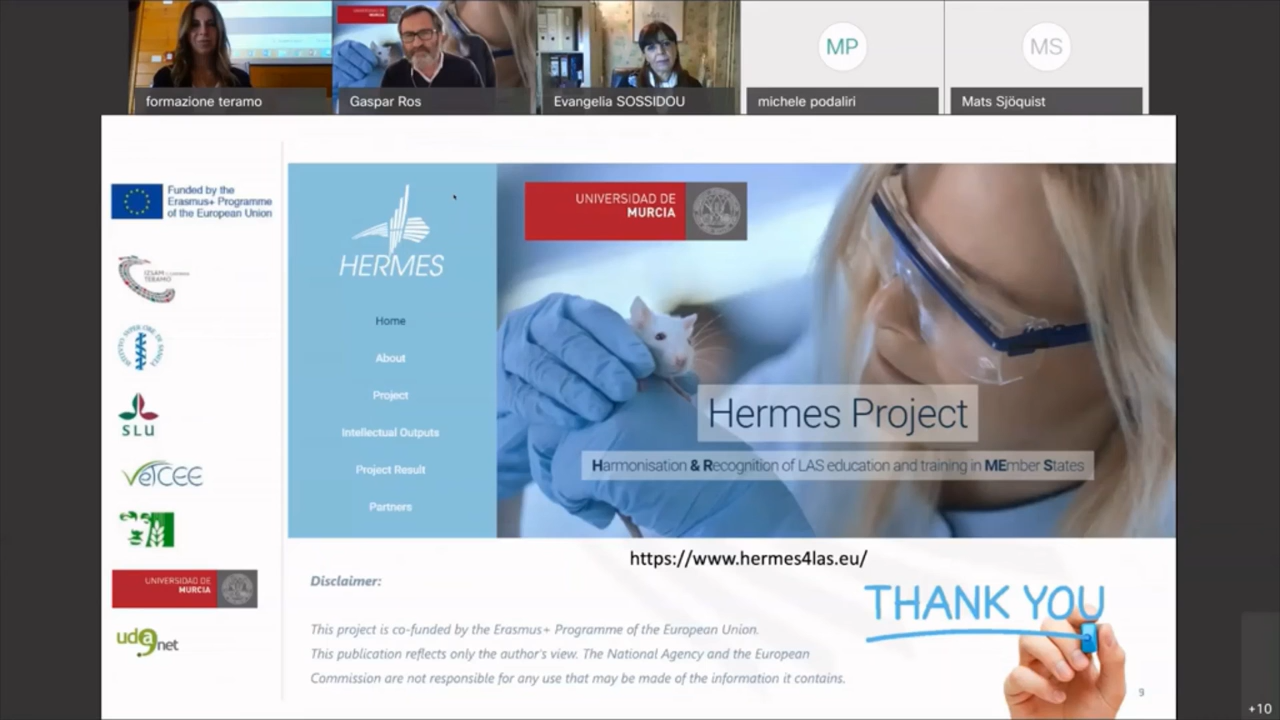 MP
MS
formazione teramo
Gaspar Ros
Evangelia SOSSIDOU
michele podaliri
Mats Sjöquist
UNIVERSIDAD DE
MURCIA
Funded by the
Erasmus+ Programme
of the European Union
TERAMO
SLU
VETCEE
UNIVERSIDAD DE
MURCIA
udanet
HERMES
Home
About
Project
Intellectual Outputs
Project Result
Partners
UNIVERSIDAD DE
MURCIA
Hermes Project
Harmonisation & Recognition of LAS education and training in MEmber States
https://www.hermes4las.eu/
Disclaimer:
This project is co-funded by the Erasmus+ Programme of the European Union.
This publication reflects only the author's view. The National Agency and the European
Commission are not responsible for any use that may be made of the information it contains.
THANK YOU
9
+10